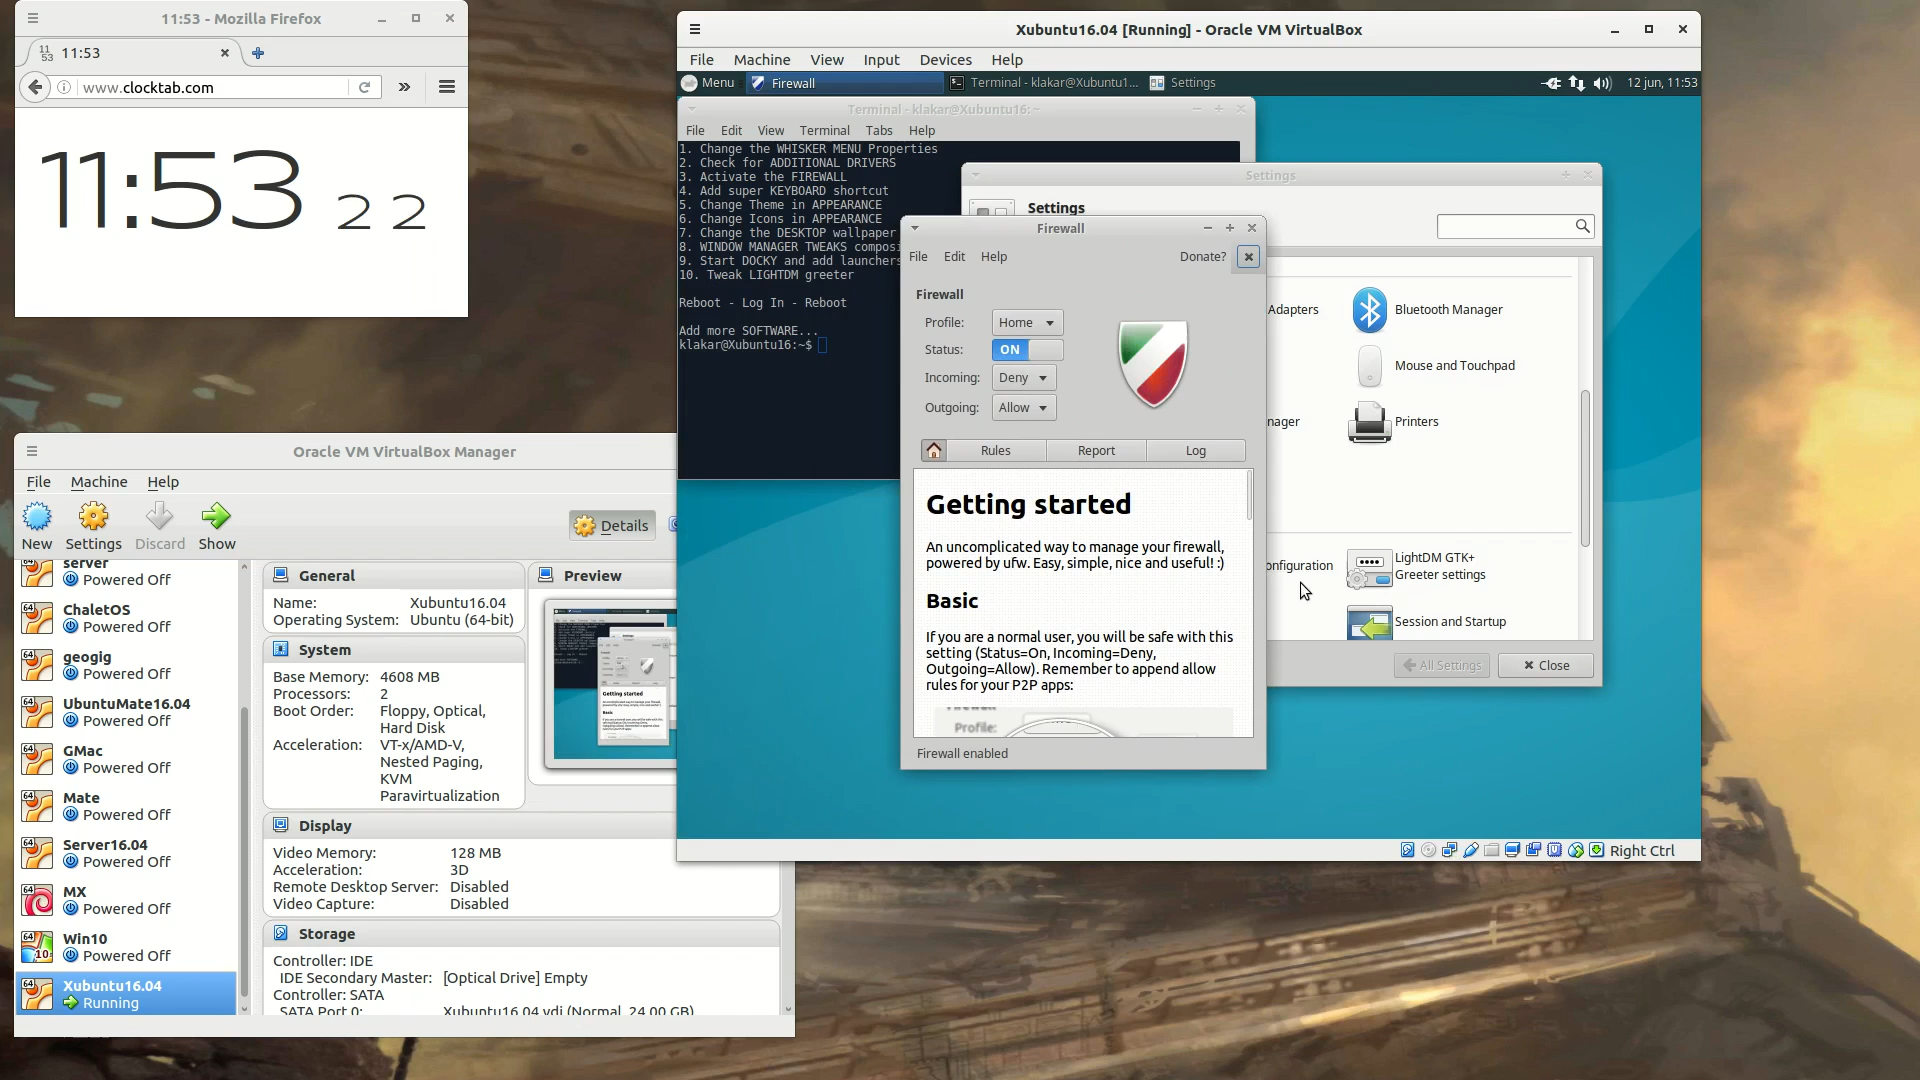 11:53 - Mozilla Firefox
11:53
www.clocktab.com
11:53 22
Oracle VM VirtualBox Manager
File Machine Help
New Settings Discard Show
Details
server
Powered Off
ChaletOS
Powered Off
geogig
Powered Off
UbuntuMate16.04
Powered Off
GMac
Powered Off
Mate
Powered Off
Server16.04
Powered Off
MX
Powered Off
Win10
Powered Off
Xubuntu16.04
Running
General
Name: Xubuntu16.04
Operating System: Ubuntu (64-bit)
System
Base Memory: 4608 MB
Processors: 2
Boot Order: Floppy, Optical,
Hard Disk
Acceleration: VT-x/AMD-V,
Nested Paging,
KVM
Paravirtualization
Preview
Display
Video Memory: 128 MB
Acceleration: 3D
Remote Desktop Server: Disabled
Video Capture: Disabled
Storage
Controller: IDE
IDE Secondary Master: [Optical Drive] Empty
Controller: SATA
SATA Port 0: Xubuntu16.04.vdi (Normal, 24.00 GB)
Xubuntu16.04 [Running] - Oracle VM VirtualBox
File Machine View Input Devices Help
Menu Firewall Terminal - klakar@Xubuntu1... Settings 12 jun, 11:53
Terminal - klakar@Xubuntu16:~
File Edit View Terminal Tabs Help
1. Change the WHISKER MENU Properties
2. Check for ADDITIONAL DRIVERS
3. Activate the FIREWALL
4. Add super KEYBOARD shortcut
5. Change Theme in APPEARANCE
6. Change Icons in APPEARANCE
7. Change the DESKTOP wallpaper
8. WINDOW MANAGER TWEAKS composi
9. Start DOCKY and add launchers
10. Tweak LIGHTDM greeter
Reboot - Log In - Reboot
Add more SOFTWARE...
klakar@Xubuntu16:~$
Settings
Settings
Adapters
Bluetooth Manager
Mouse and Touchpad
nager
Printers
onfiguration
LightDM GTK+
Greeter settings
Session and Startup
All Settings
Close
Firewall
File Edit Help Donate?
Firewall
Profile: Home
Status: ON
Incoming: Deny
Outgoing: Allow
Rules Report Log
Getting started
An uncomplicated way to manage your firewall,
powered by ufw. Easy, simple, nice and useful! :)
Basic
If you are a normal user, you will be safe with this
setting (Status=On, Incoming=Deny,
Outgoing=Allow). Remember to append allow
rules for your P2P apps:
Firewall
Profile:
Firewall enabled
Right Ctrl